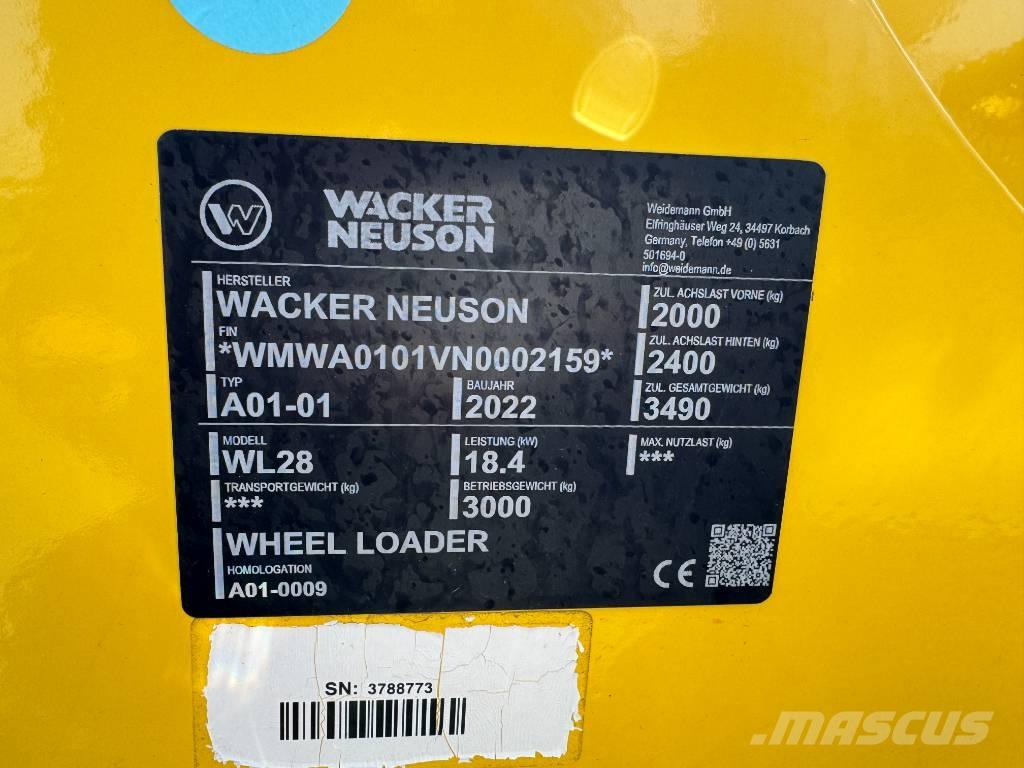 WACKER
NEUSON
Weidemann GmbH
Elfringhäuser Weg 24, 34497 Korbach
Germany, Telefon +49 (0) 5631
501694-0
info@weidemann.de
HERSTELLER
WACKER NEUSON
FIN
*WMWA0101VN0002159*
TYP
A01-01
BAUJAHR
2022
ZUL. ACHSLAST VORNE (kg)
2000
ZUL. ACHSLAST HINTEN (kg)
2400
ZUL. GESAMTGEWICHT (kg)
3490
MODELL
WL28
LEISTUNG (kW)
18.4
MAX. NUTZLAST (kg)
***
TRANSPORTGEWICHT (kg)
***
BETRIEBSGEWICHT (kg)
3000
WHEEL LOADER
HOMOLOGATION
A01-0009
CE
SN: 3788773
MASCUS